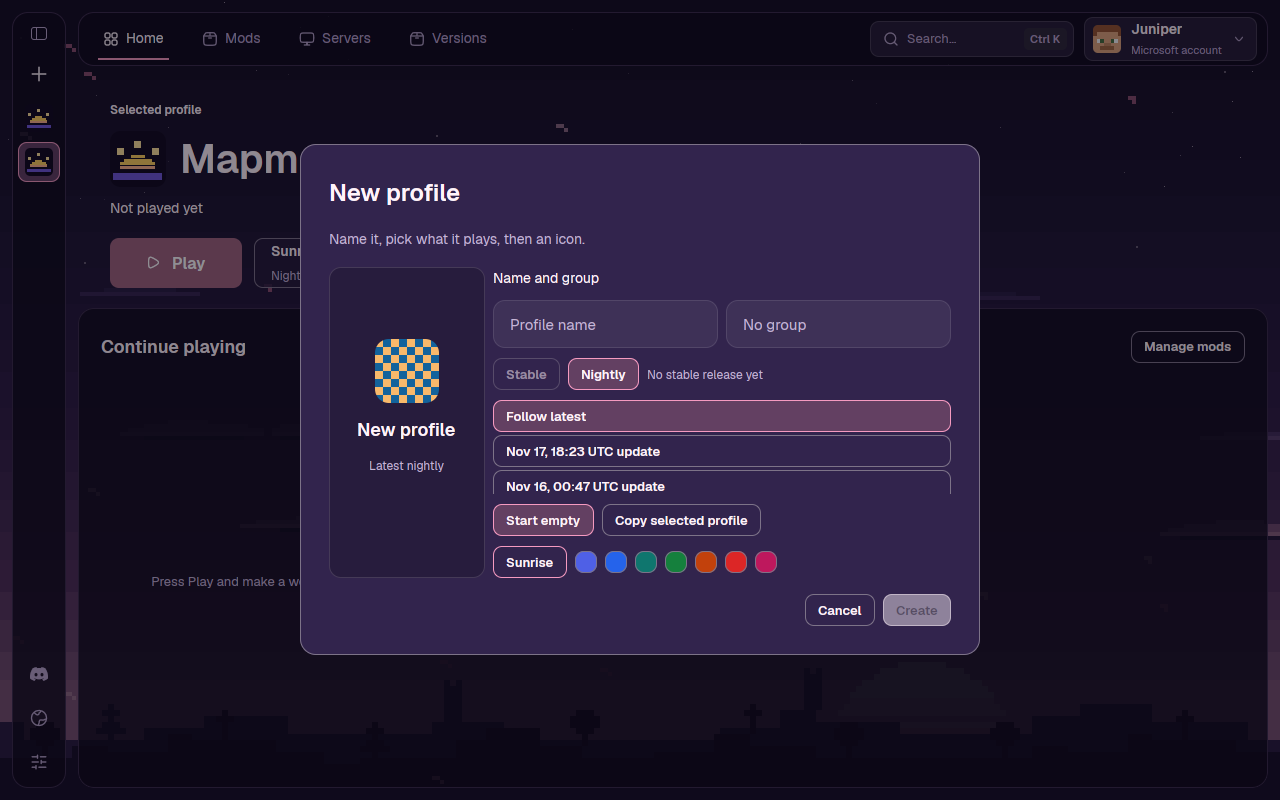 Home
Mods
Servers
Versions
Search...
Ctrl K
Juniper
Microsoft account
Selected profile
Not played yet
Play
Night
Continue playing
Manage mods
Press Play and make a
New profile
Name it, pick what it plays, then an icon.
New profile
Latest nightly
Name and group
Profile name
No group
Stable
Nightly
No stable release yet
Follow latest
Nov 17, 18:23 UTC update
Nov 16, 00:47 UTC update
Start empty
Copy selected profile
Sunrise
Cancel
Create